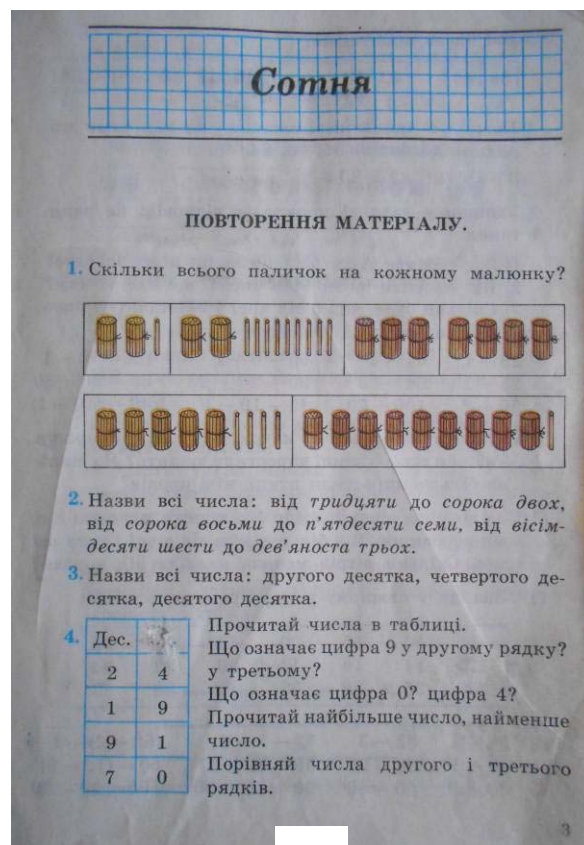 Сотня
ПОВТОРЕННЯ МАТЕРІАЛУ.
1. Скільки всього паличок на кожному малюнку?
2. Назви всі числа: від тридцяти до сорока двох,
від сорока восьми до п'ятдесяти семи, від вісім-
десяти шести до дев'яноста трьох.
3. Назви всі числа: другого десятка, четвертого де-
сятка, десятого десятка.
4.
Дес.
2 4
1 9
9 1
7 0
Прочитай числа в таблиці.
Що означає цифра 9 у другому рядку?
у третьому?
Що означає цифра 0? цифра 4?
Прочитай найбільше число, найменше
число.
Порівняй числа другого і третього
рядків.
3